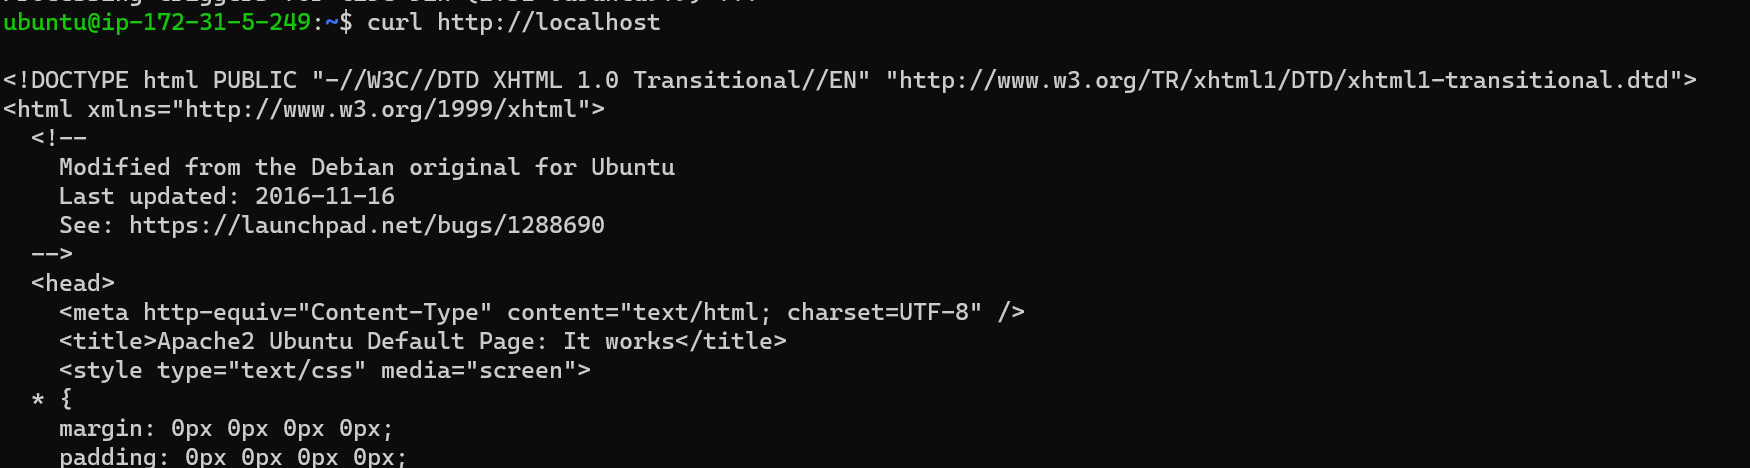 ubuntu@ip-172-31-5-249:~$ curl http://localhost
<!DOCTYPE html PUBLIC "-//W3C//DTD XHTML 1.0 Transitional//EN" "http://www.w3.org/TR/xhtml1/DTD/xhtml1-transitional.dtd">
<html xmlns="http://www.w3.org/1999/xhtml">
  <!--
    Modified from the Debian original for Ubuntu
    Last updated: 2016-11-16
    See: https://launchpad.net/bugs/1288690
  -->
  <head>
    <meta http-equiv="Content-Type" content="text/html; charset=UTF-8" />
    <title>Apache2 Ubuntu Default Page: It works</title>
    <style type="text/css" media="screen">
  * {
    margin: 0px 0px 0px 0px;
    padding: 0px 0px 0px 0px;